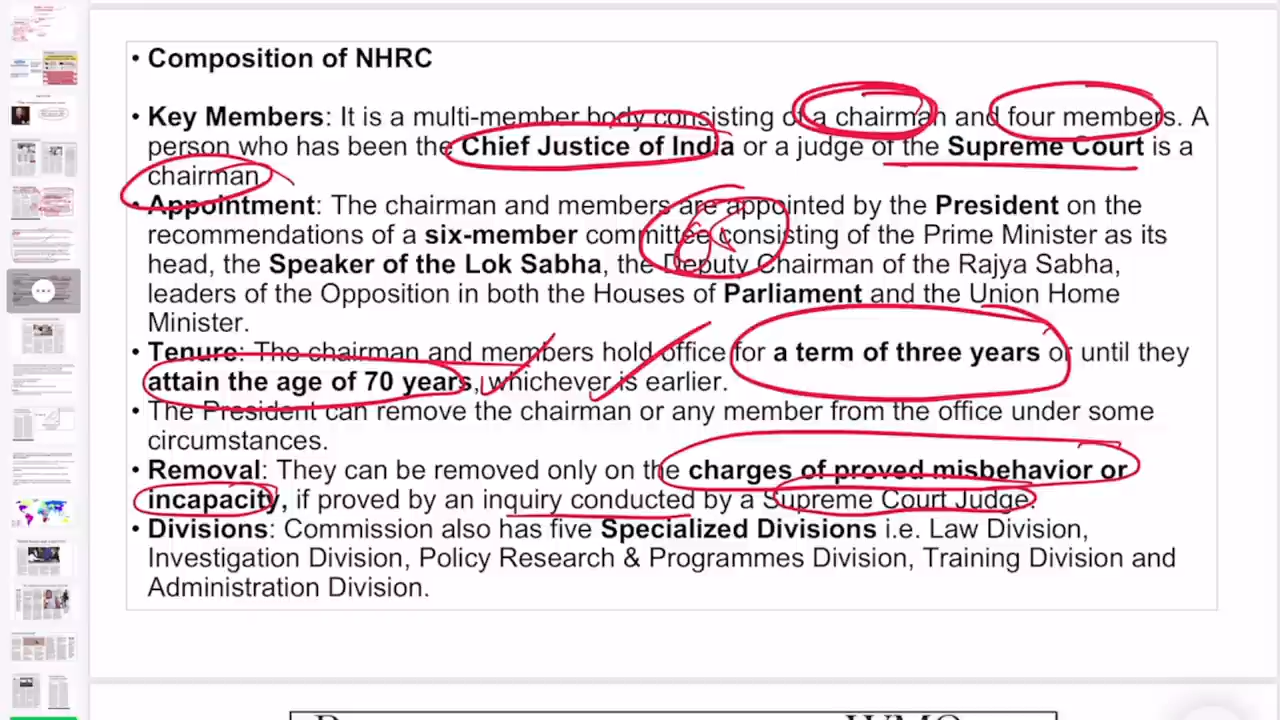 • Composition of NHRC
• Key Members: It is a multi-member body consisting of a chairman and four members. A
person who has been the Chief Justice of India or a judge of the Supreme Court is a
chairman
• Appointment: The chairman and members are appointed by the President on the
recommendations of a six-member committee consisting of the Prime Minister as its
head, the Speaker of the Lok Sabha, the Deputy Chairman of the Rajya Sabha,
leaders of the Opposition in both the Houses of Parliament and the Union Home
Minister.
• Tenure: The chairman and members hold office for a term of three years or until they
attain the age of 70 years, whichever is earlier.
• The President can remove the chairman or any member from the office under some
circumstances.
• Removal: They can be removed only on the charges of proved misbehavior or
incapacity, if proved by an inquiry conducted by a Supreme Court Judge.
• Divisions: Commission also has five Specialized Divisions i.e. Law Division,
Investigation Division, Policy Research & Programmes Division, Training Division and
Administration Division.